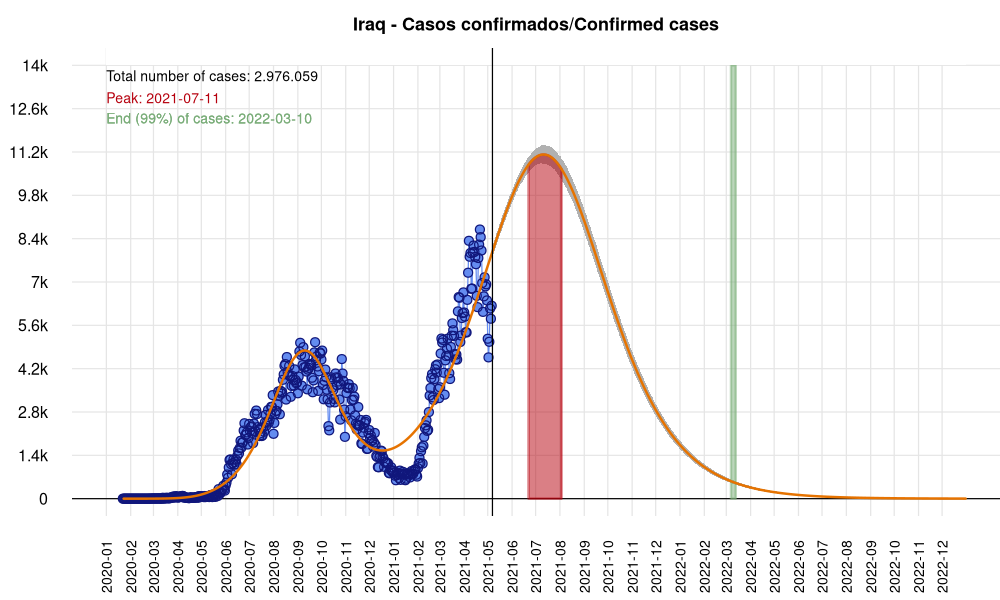 Iraq - Casos confirmados/Confirmed cases
Total number of cases: 2.976.059
Peak: 2021-07-11
End (99%) of cases: 2022-03-10
14k
12.6k
11.2k
9.8k
8.4k
7k
5.6k
4.2k
2.8k
1.4k
0
2020-01
2020-02
2020-03
2020-04
2020-05
2020-06
2020-07
2020-08
2020-09
2020-10
2020-11
2020-12
2021-01
2021-02
2021-03
2021-04
2021-05
2021-06
2021-07
2021-08
2021-09
2021-10
2021-11
2021-12
2022-01
2022-02
2022-03
2022-04
2022-05
2022-06
2022-07
2022-08
2022-09
2022-10
2022-11
2022-12